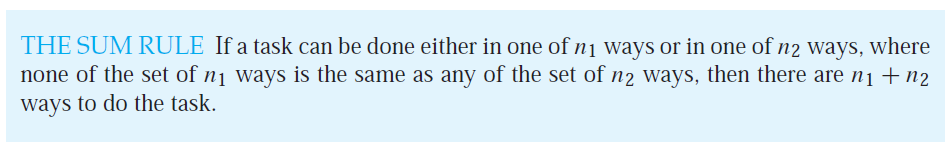 THE SUM RULE If a task can be done either in one of n₁ ways or in one of n₂ ways, where
none of the set of n₁ ways is the same as any of the set of n₂ ways, then there are n₁ + n₂
ways to do the task.